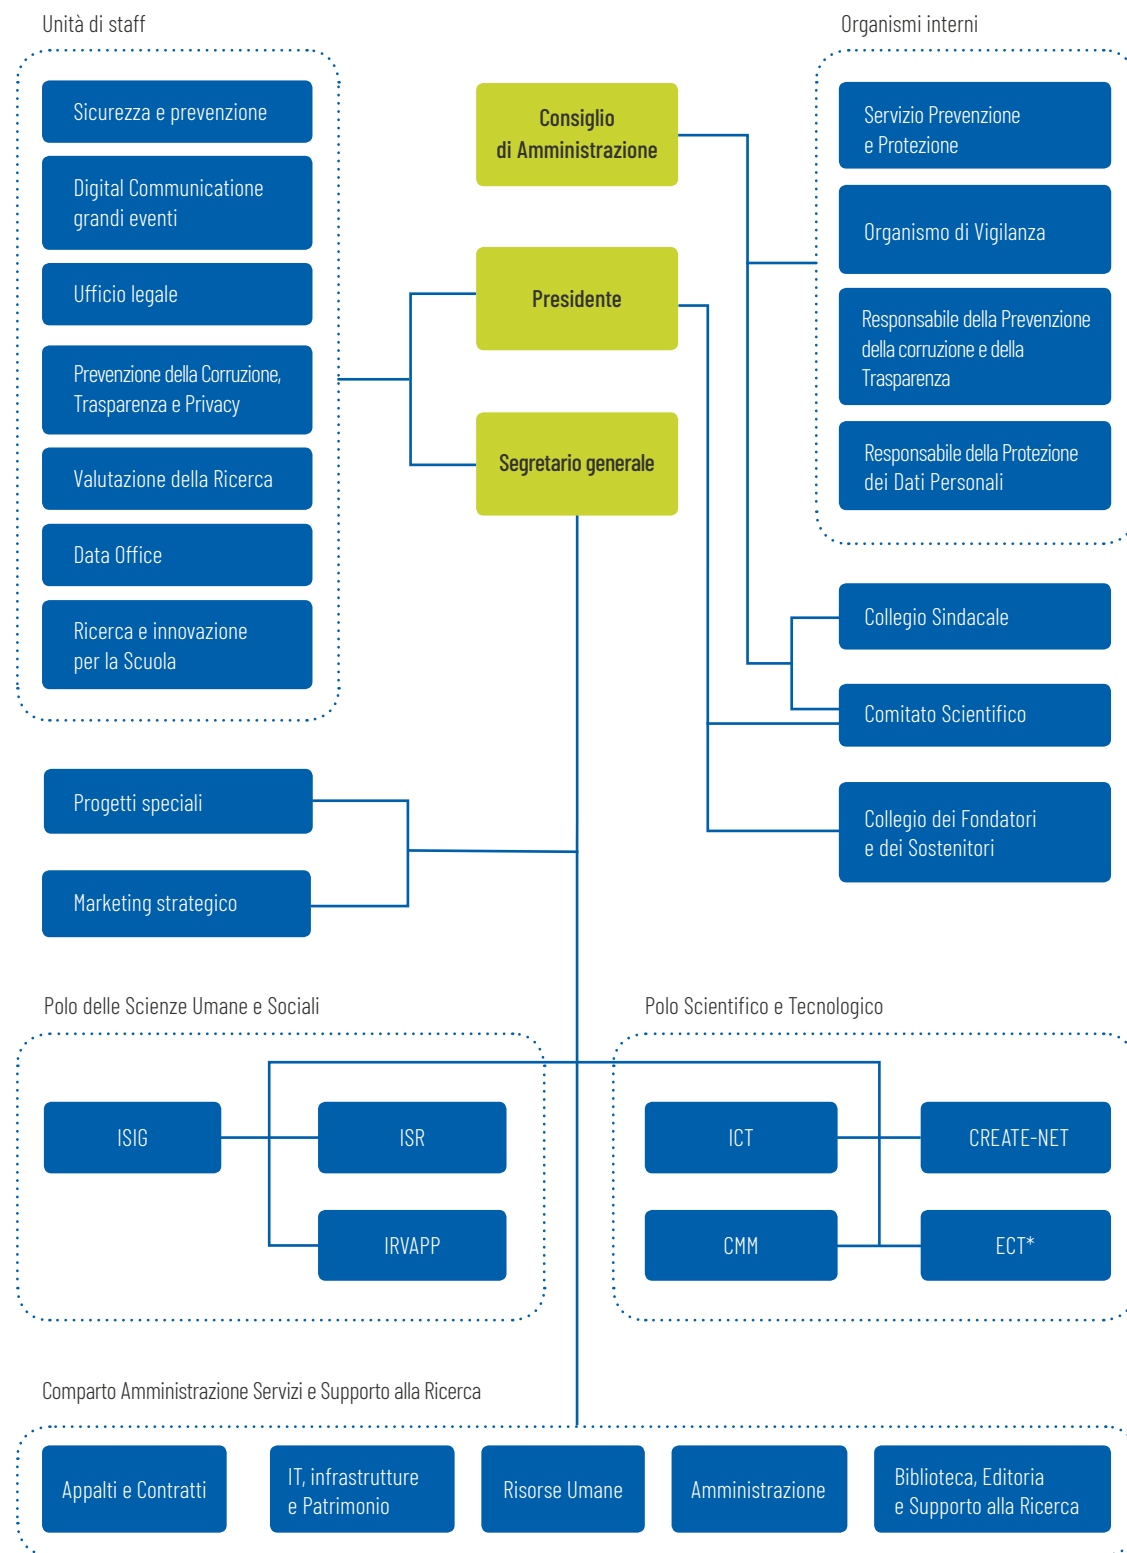 Unità di staff
Sicurezza e prevenzione
Digital Communicatione
grandi eventi
Ufficio legale
Prevenzione della Corruzione,
Trasparenza e Privacy
Valutazione della Ricerca
Data Office
Ricerca e innovazione
per la Scuola
Consiglio
di Amministrazione
Presidente
Segretario generale
Organismi interni
Servizio Prevenzione
e Protezione
Organismo di Vigilanza
Responsabile della Prevenzione
della corruzione e della
Trasparenza
Responsabile della Protezione
dei Dati Personali
Collegio Sindacale
Comitato Scientifico
Collegio dei Fondatori
e dei Sostenitori
Progetti speciali
Marketing strategico
Polo delle Scienze Umane e Sociali
ISIG
ISR
IRVAPP
Polo Scientifico e Tecnologico
ICT
CREATE-NET
CMM
ECT*
Comparto Amministrazione Servizi e Supporto alla Ricerca
Appalti e Contratti
IT, infrastrutture
e Patrimonio
Risorse Umane
Amministrazione
Biblioteca, Editoria
e Supporto alla Ricerca